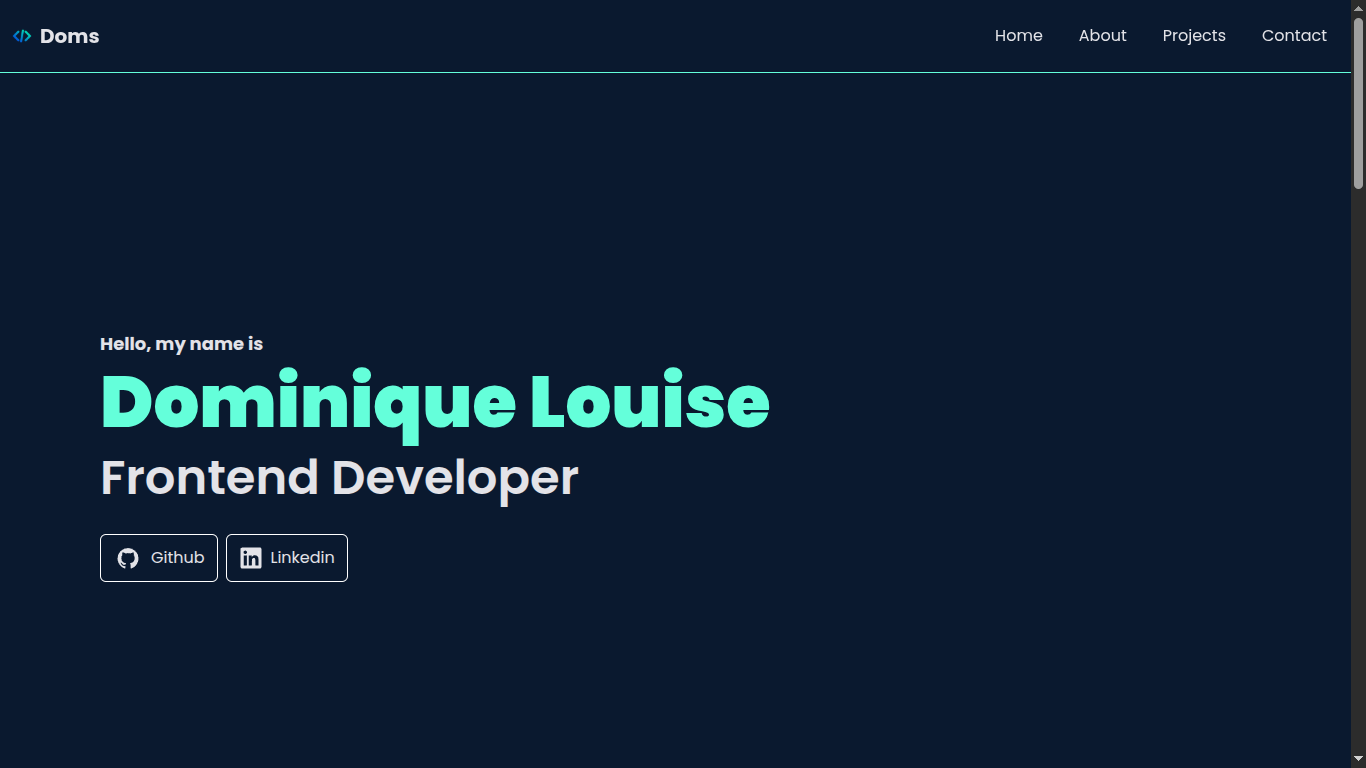 Doms
Home About Projects Contact
Hello, my name is
Dominique Louise
Frontend Developer
Github Linkedin